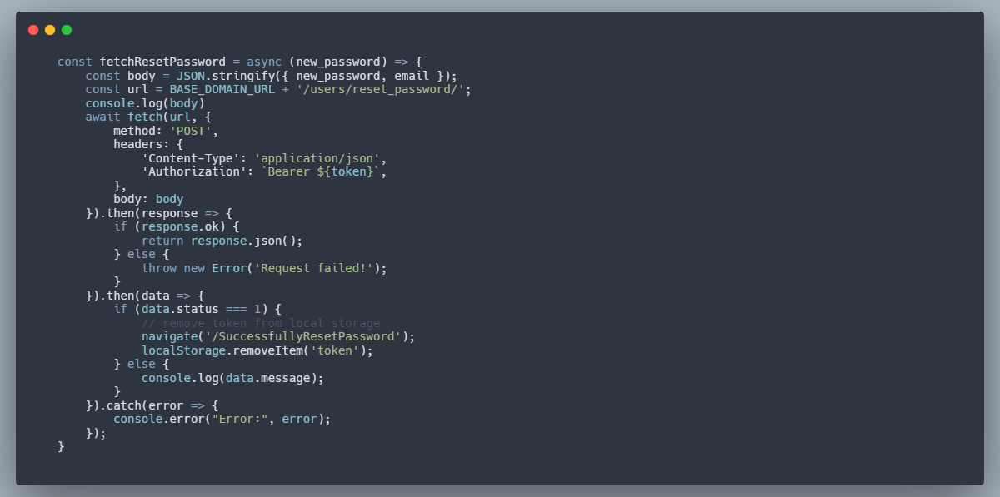 const fetchResetPassword = async (new_password) => {
    const body = JSON.stringify({ new_password, email });
    const url = BASE_DOMAIN_URL + '/users/reset_password/';
    console.log(body)
    await fetch(url, {
        method: 'POST',
        headers: {
            'Content-Type': 'application/json',
            'Authorization': `Bearer ${token}`,
        },
        body: body
    }).then(response => {
        if (response.ok) {
            return response.json();
        } else {
            throw new Error('Request failed!');
        }
    }).then(data => {
        if (data.status === 1) {
            // remove token from local storage
            navigate('/SuccessfullyResetPassword');
            localStorage.removeItem('token');
        } else {
            console.log(data.message);
        }
    }).catch(error => {
        console.error("Error:", error);
    });
}